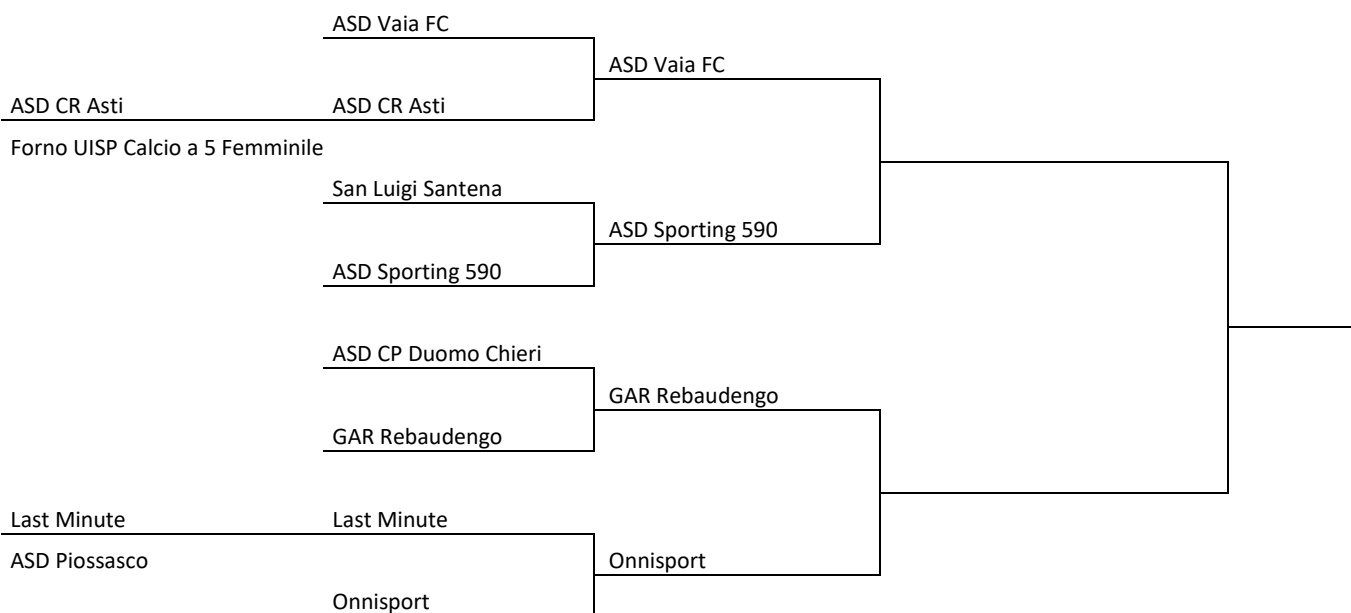 ASD Vaia FC
ASD Vaia FC
ASD CR Asti
ASD CR Asti
Forno UISP Calcio a 5 Femminile
San Luigi Santena
ASD Sporting 590
ASD Sporting 590
ASD CP Duomo Chieri
GAR Rebaudengo
GAR Rebaudengo
Last Minute
Last Minute
ASD Piossasco
Onnisport
Onnisport